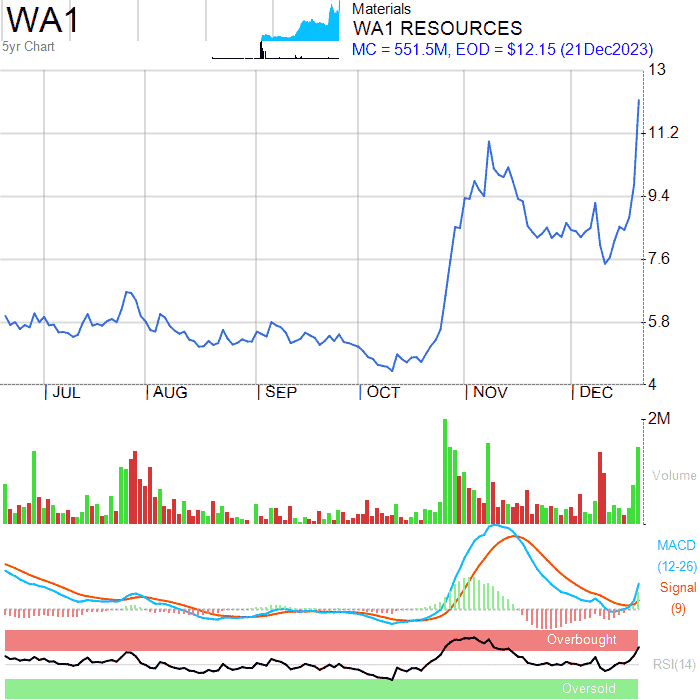 WA1
5yr Chart
Materials
WA1 RESOURCES
MC = 551.5M, EOD = $12.15 (21Dec2023)
13
11.2
9.4
7.6
5.8
4
JUL AUG SEP OCT NOV DEC
2M
Volume
MACD
(12-26)
Signal
(9)
Overbought
RSI(14)
Oversold